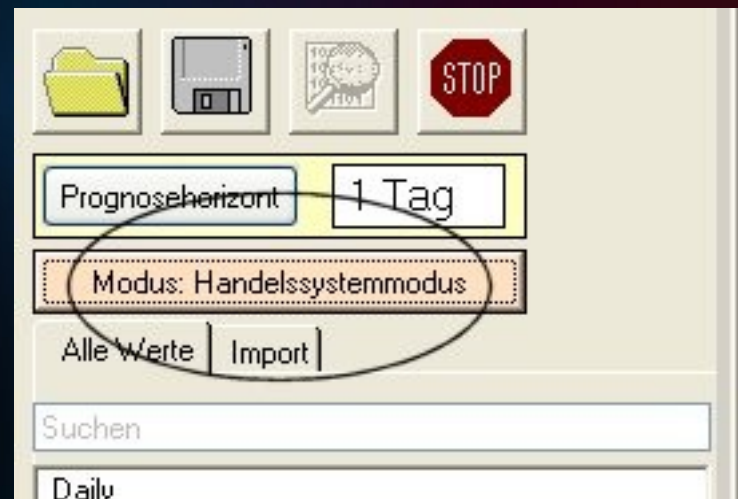 STOP
Prognosehorizont 1 Tag
Modus: Handelssystemmodus
Alle Werte Import
Suchen
Daily